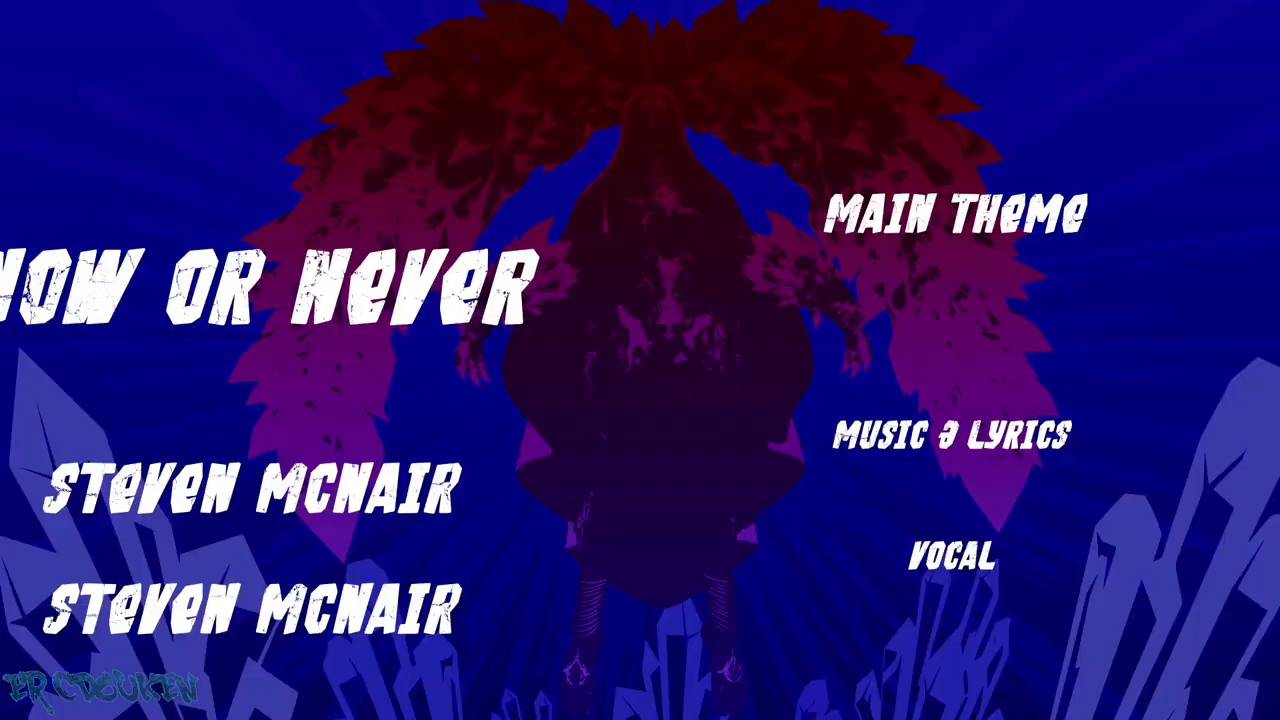 MAIN THEME
NOW OR NEVER
MUSIC & LYRICS
STEVEN MCNAIR
VOCAL
STEVEN MCNAIR